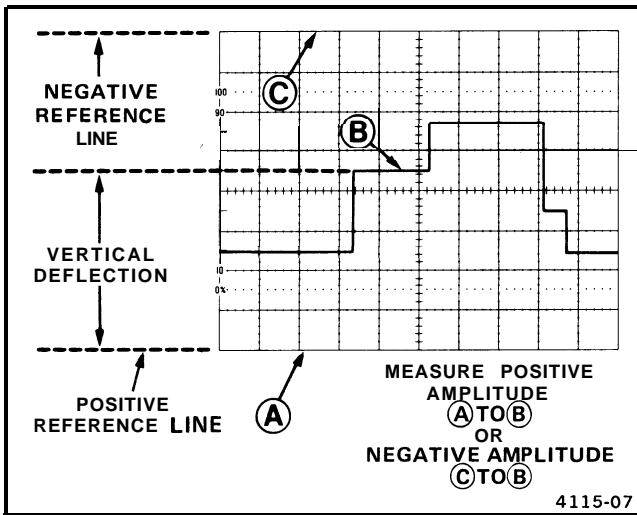 NEGATIVE
REFERENCE
LINE
C
100
90
B
VERTICAL
DEFLECTION
10
0%
POSITIVE
REFERENCE LINE
A
MEASURE POSITIVE
AMPLITUDE
A TO B
OR
NEGATIVE AMPLITUDE
C TO B
4115-07